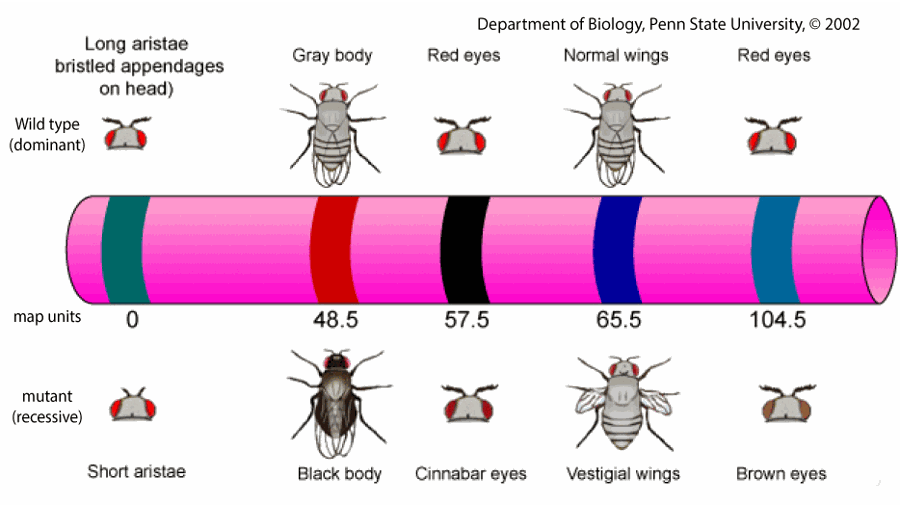 Department of Biology, Penn State University, © 2002
Long aristae
bristled appendages
on head)
Gray body
Red eyes
Normal wings
Red eyes
Wild type
(dominant)
map units
0
48.5
57.5
65.5
104.5
mutant
(recessive)
Short aristae
Black body
Cinnabar eyes
Vestigial wings
Brown eyes